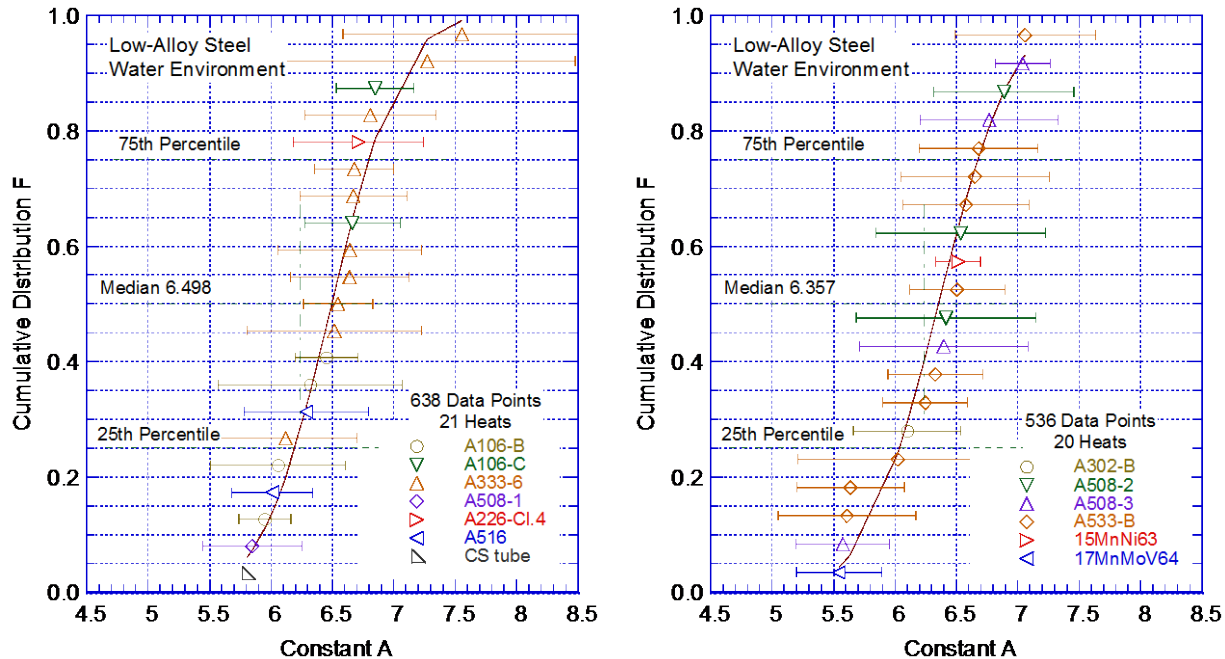 Low-Alloy Steel
Water Environment
75th Percentile
Median 6.498
25th Percentile
638 Data Points
21 Heats
A106-B
A106-C
A333-6
A508-1
A226-Cl.4
A516
CS tube
Cumulative Distribution F
1.0
0.8
0.6
0.4
0.2
0.0
4.5 5 5.5 6 6.5 7 7.5 8 8.5
Constant A
Low-Alloy Steel
Water Environment
75th Percentile
Median 6.357
25th Percentile
536 Data Points
20 Heats
A302-B
A508-2
A508-3
A533-B
15MnNi63
17MnMoV64
Cumulative Distribution F
1.0
0.8
0.6
0.4
0.2
0.0
4.5 5 5.5 6 6.5 7 7.5 8 8.5
Constant A